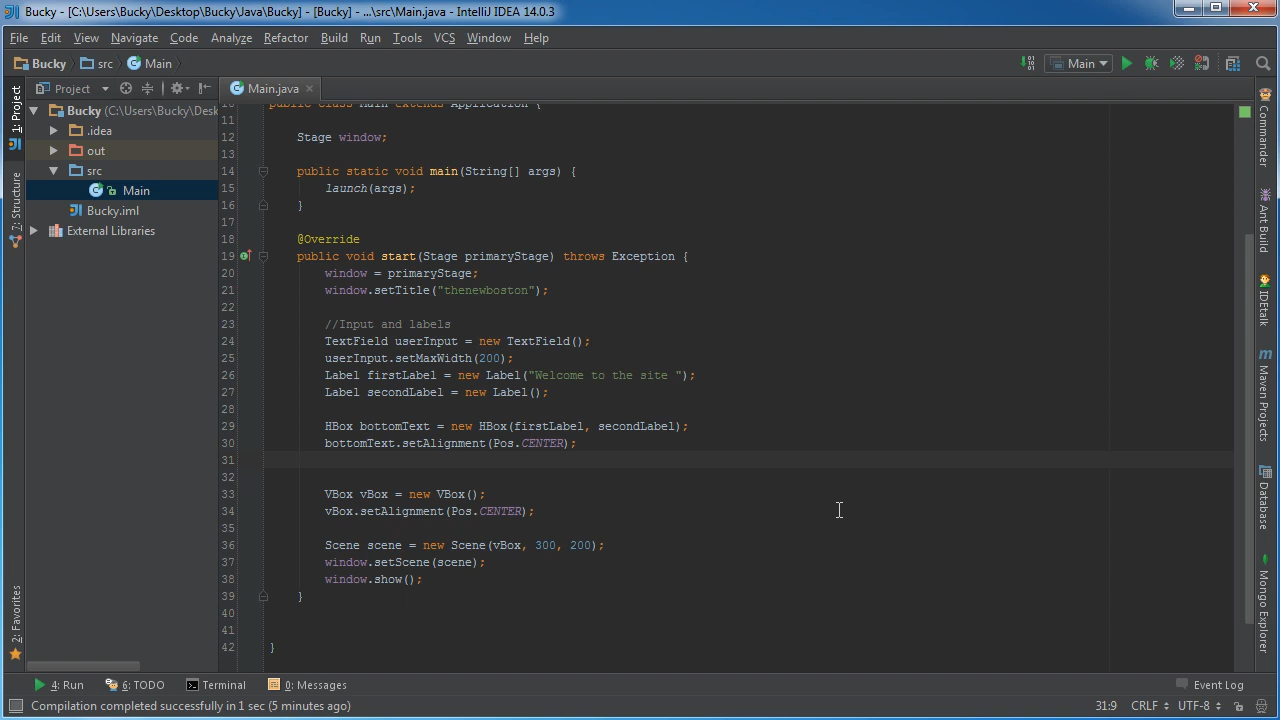 Bucky - [C:\Users\Bucky\Desktop\Bucky\Java\Bucky] - [Bucky] - ...\src\Main.java - IntelliJ IDEA 14.0.3
File Edit View Navigate Code Analyze Refactor Build Run Tools VCS Window Help
Bucky src Main Main
1: Project
7: Structure
2: Favorites
Project
Bucky (C:\Users\Bucky\Desk
.idea
out
src
Main
Bucky.iml
External Libraries
Main.java
10 public class Main extends Application {
11
12 Stage window;
13
14 public static void main(String[] args) {
15 launch(args);
16 }
17
18 @Override
19 public void start(Stage primaryStage) throws Exception {
20 window = primaryStage;
21 window.setTitle("thenewboston");
22
23 //Input and labels
24 TextField userInput = new TextField();
25 userInput.setMaxWidth(200);
26 Label firstLabel = new Label("Welcome to the site ");
27 Label secondLabel = new Label();
28
29 HBox bottomText = new HBox(firstLabel, secondLabel);
30 bottomText.setAlignment(Pos.CENTER);
31
32
33 VBox vBox = new VBox();
34 vBox.setAlignment(Pos.CENTER);
35
36 Scene scene = new Scene(vBox, 300, 200);
37 window.setScene(scene);
38 window.show();
39 }
40
41
42 }
Commander
Ant Build
IDEtalk
Maven Projects
Database
Mongo Explorer
4: Run 6: TODO Terminal 0: Messages Event Log
Compilation completed successfully in 1 sec (5 minutes ago) 31:9 CRLF UTF-8